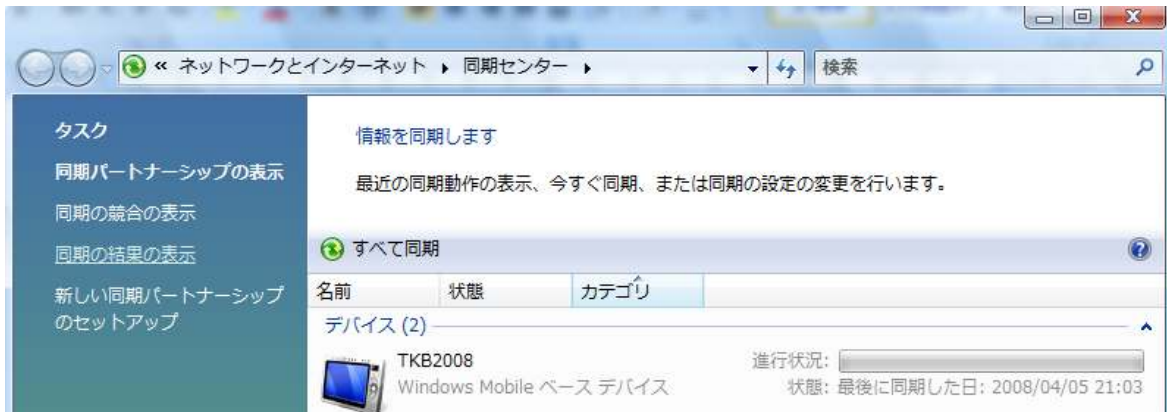 « ネットワークとインターネット ▸ 同期センター ▸
検索
タスク
同期パートナーシップの表示
同期の競合の表示
同期の結果の表示
新しい同期パートナーシップ
のセットアップ
情報を同期します
最近の同期動作の表示、今すぐ同期、または同期の設定の変更を行います。
すべて同期
名前 状態 カテゴリ
デバイス (2)
TKB2008
Windows Mobile ベース デバイス
進行状況:
状態: 最後に同期した日: 2008/04/05 21:03